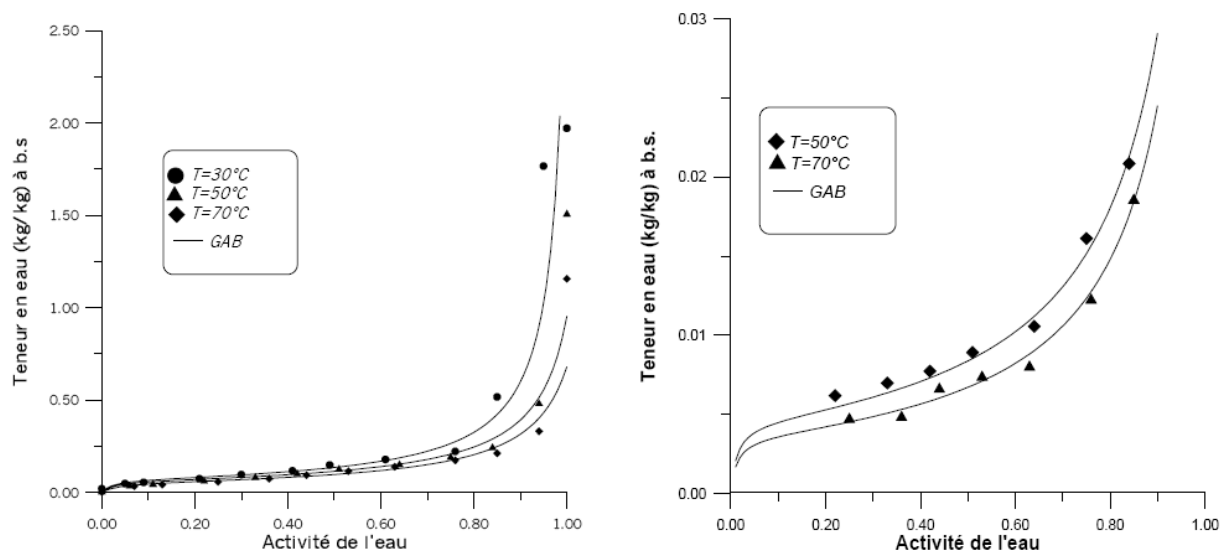 2.50
2.00
1.50
1.00
0.50
0.00
Teneur en eau (kg/kg) à b.s
T=30°C
T=50°C
T=70°C
GAB
0.00
0.20
0.40
0.60
0.80
1.00
Activité de l'eau
0.03
0.02
0.01
0.00
Teneur en eau (kg/kg) à b.s.
T=50°C
T=70°C
GAB
0.00
0.20
0.40
0.60
0.80
1.00
Activité de l'eau